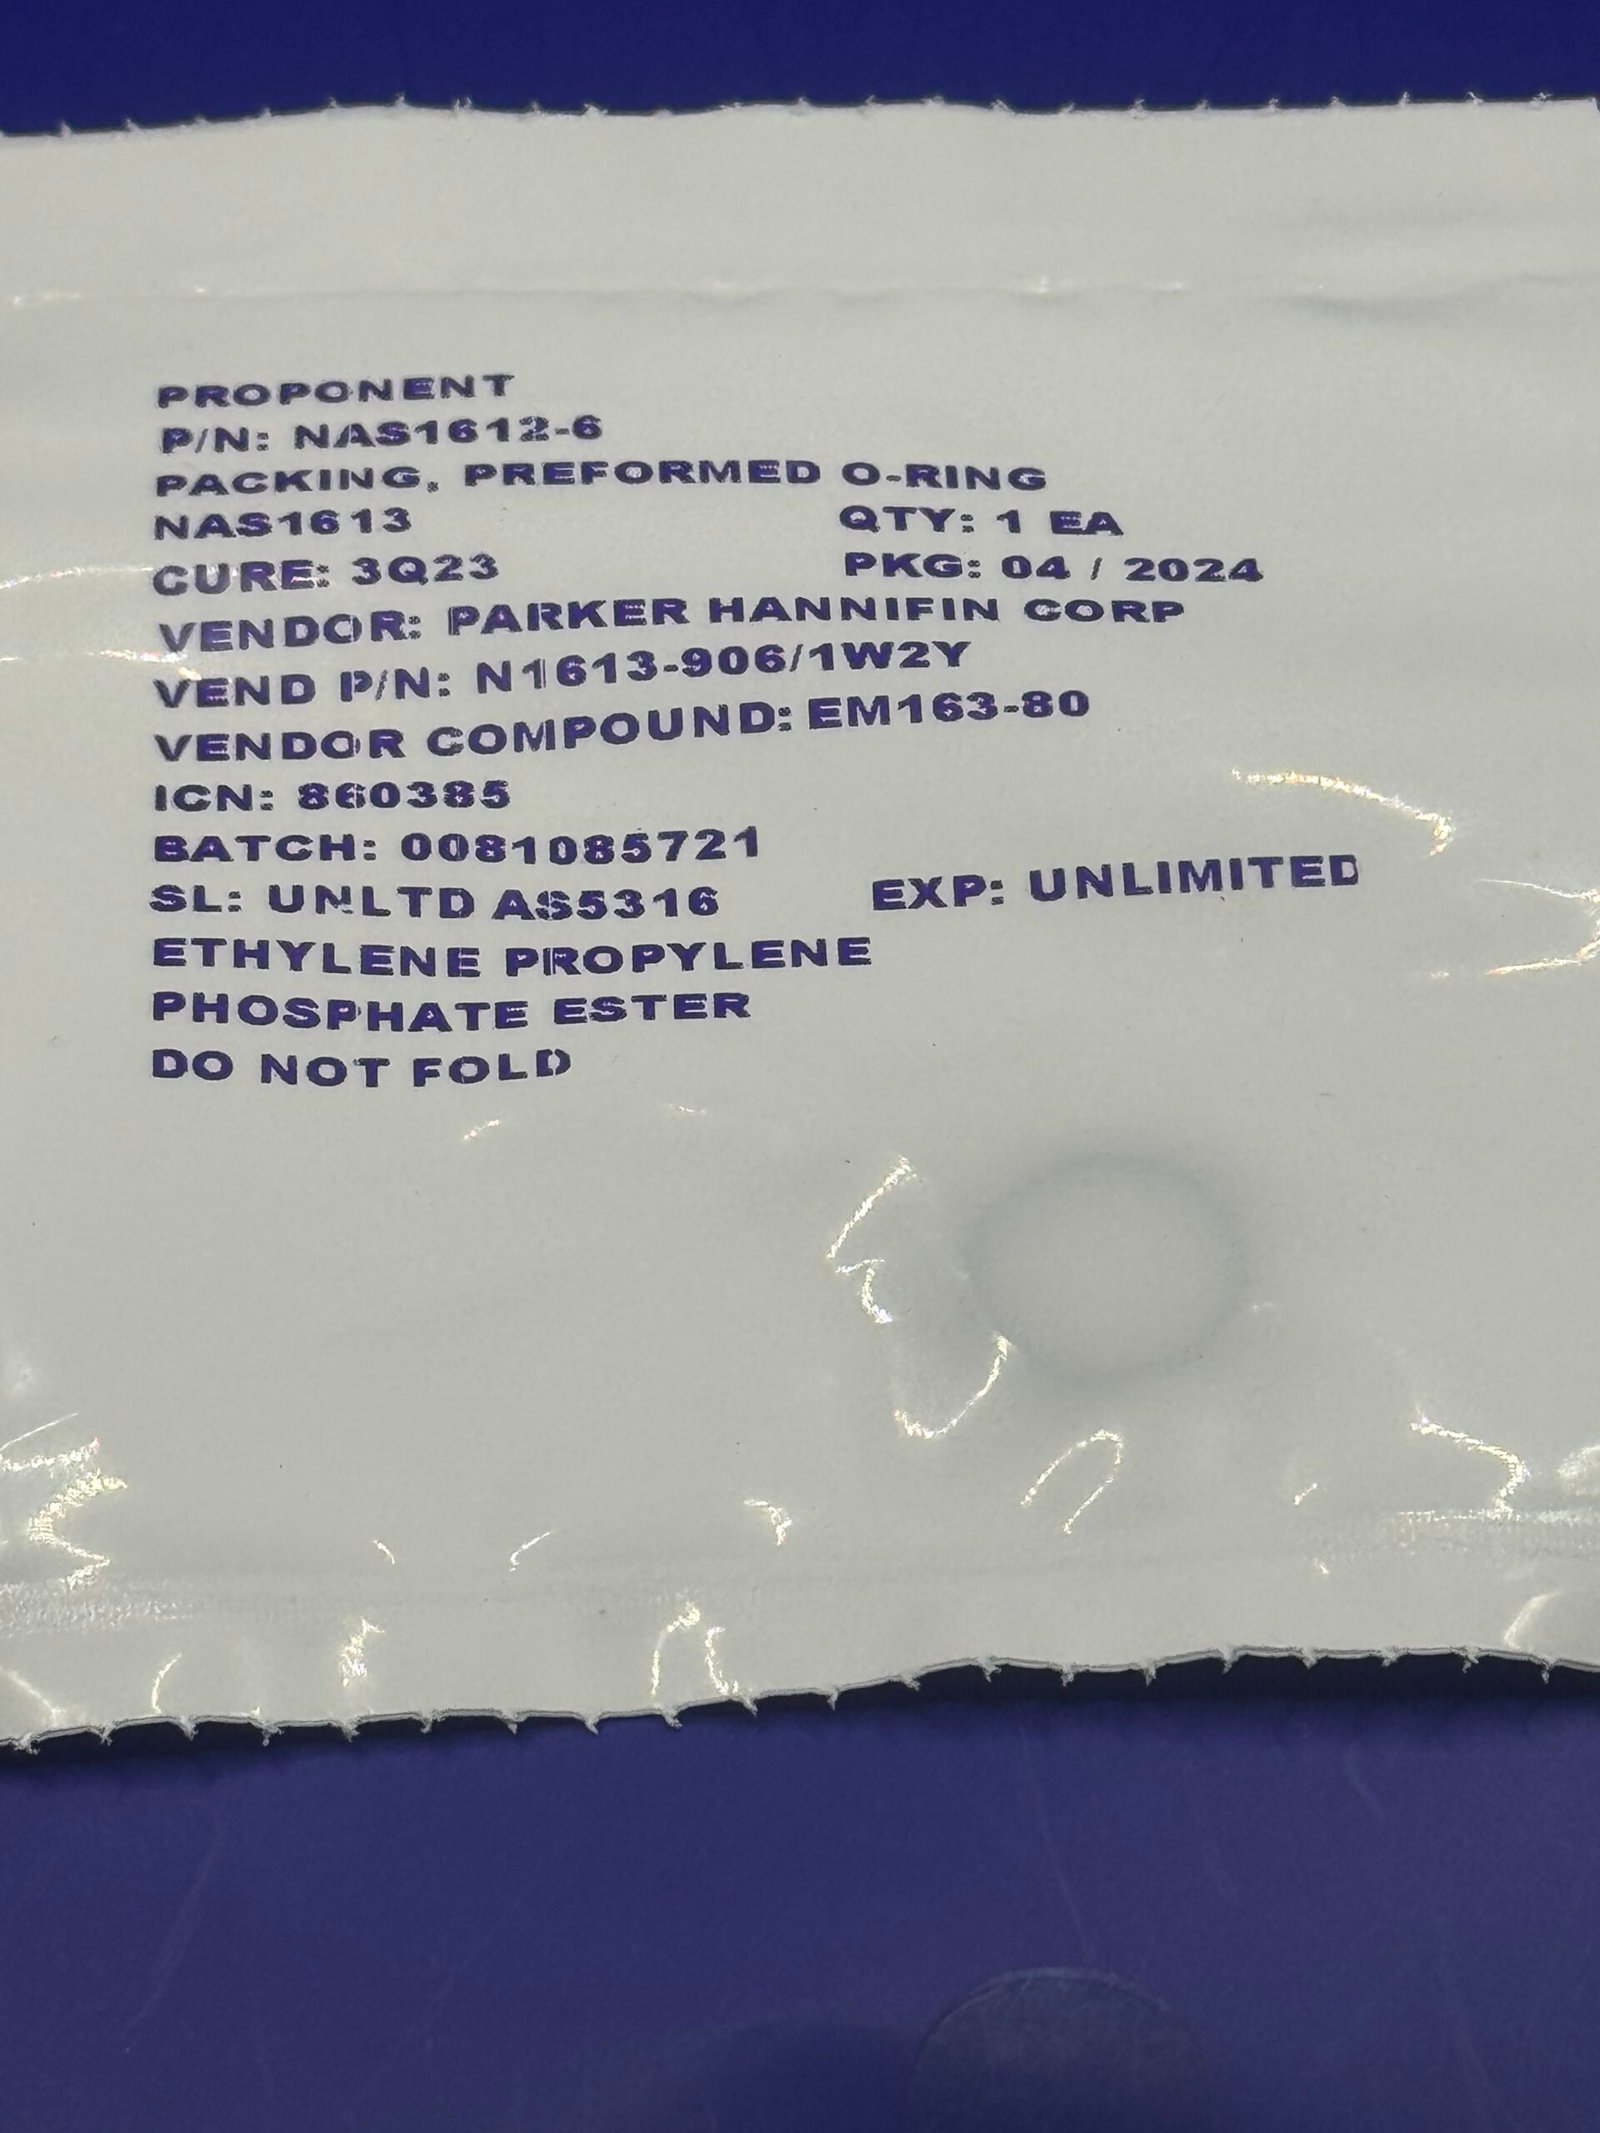 PROPONENT
P/N: NAS1612-6
PACKING, PREFORMED O-RING
NAS1613 QTY: 1 EA
CURE: 3Q23 PKG: 04 / 2024
VENDOR: PARKER HANNIFIN CORP
VEND P/N: N1613-906/1W2Y
VENDOR COMPOUND: EM163-80
ICN: 860385
BATCH: 0081085721
SL: UNLTD AS5316 EXP: UNLIMITED
ETHYLENE PROPYLENE
PHOSPHATE ESTER
DO NOT FOLD